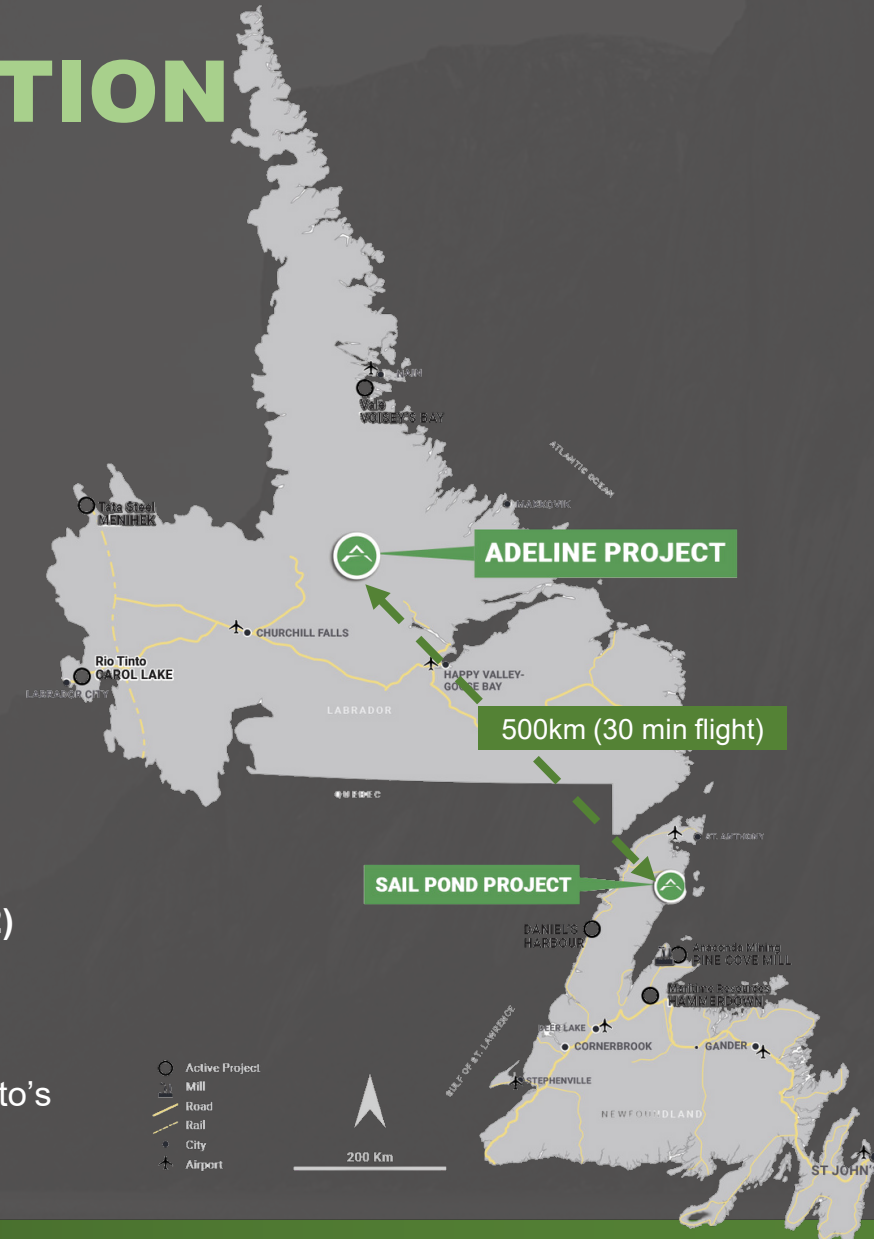 TION
NAIN
Vale
VOISEY'S BAY
ATLANTIC OCEAN
Tata Steel
MENIHEK
MAKKOVIK
ADELINE PROJECT
CHURCHILL FALLS
Rio Tinto
CAROL LAKE
LABRADOR CITY
HAPPY VALLEY-
GOOSE BAY
LABRADOR
500km (30 min flight)
QUEBEC
ST. ANTHONY
SAIL POND PROJECT
DANIEL'S
HARBOUR
Anaconda Mining
PINE COVE MILL
Maritime Resources
HAMMERDOWN
GULF OF ST. LAWRENCE
DEER LAKE
CORNERBROOK
GANDER
STEPHENVILLE
NEWFOUNDLAND
ST JOHN'
)
to's
Active Project
Mill
Road
Rail
City
Airport
200 Km